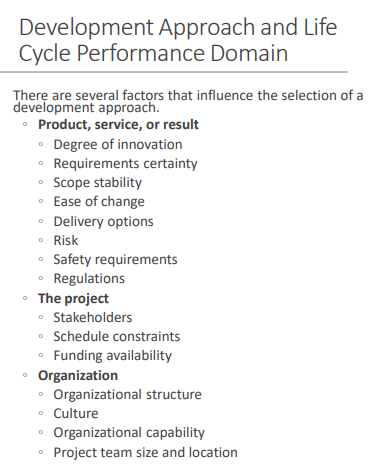 Development Approach and Life
Cycle Performance Domain
There are several factors that influence the selection of a
development approach.
◦ Product, service, or result
◦ Degree of innovation
◦ Requirements certainty
◦ Scope stability
◦ Ease of change
◦ Delivery options
◦ Risk
◦ Safety requirements
◦ Regulations
◦ The project
◦ Stakeholders
◦ Schedule constraints
◦ Funding availability
◦ Organization
◦ Organizational structure
◦ Culture
◦ Organizational capability
◦ Project team size and location